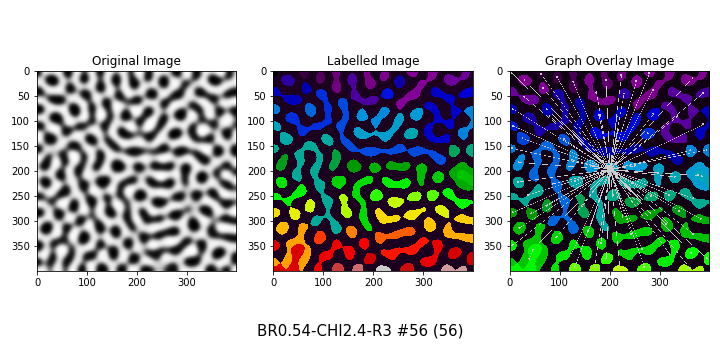 Original Image Labelled Image Graph Overlay Image
0 0 0
50 50 50
100 100 100
150 150 150
200 200 200
250 250 250
300 300 300
350 350 350
0 100 200 300 0 100 200 300 0 100 200 300
BR0.54-CHI2.4-R3 #56 (56)